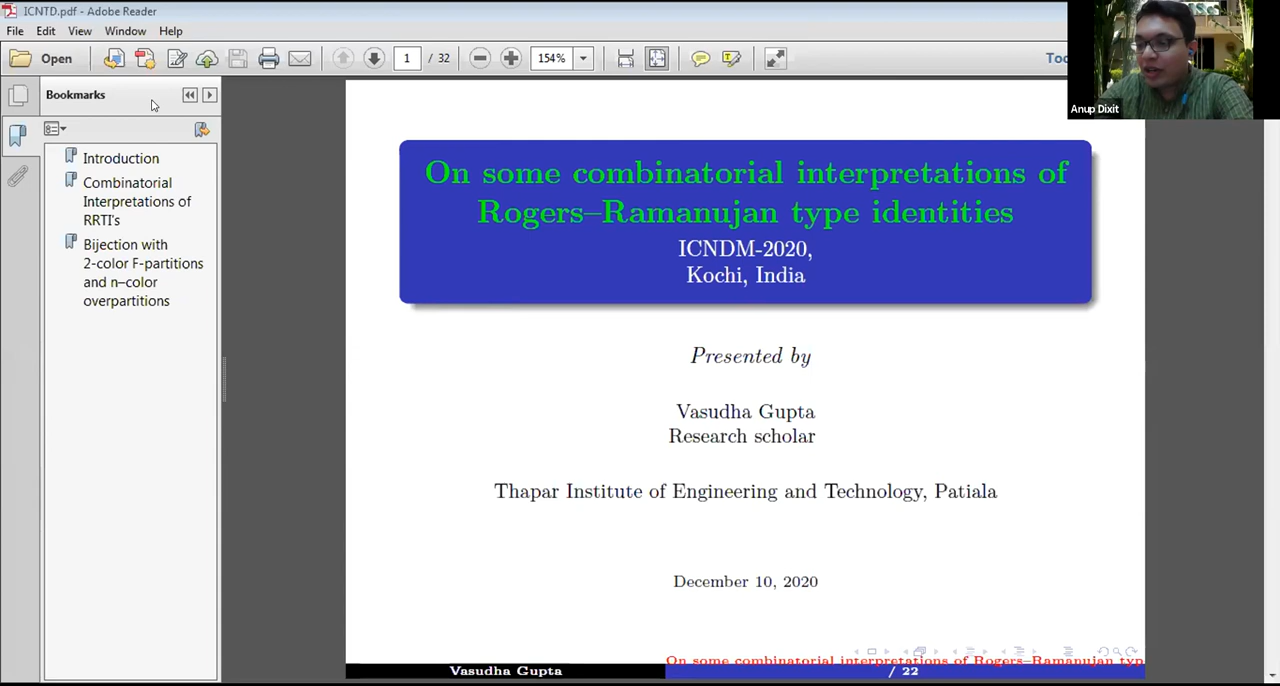 ICNTD.pdf - Adobe Reader
File Edit View Window Help
Open 1 / 32 154%
Bookmarks
Anup Dixit
Introduction
Combinatorial
Interpretations of
RRTI's
Bijection with
2-color F-partitions
and n–color
overpartitions
On some combinatorial interpretations of
Rogers–Ramanujan type identities
ICNDM-2020,
Kochi, India
Presented by
Vasudha Gupta
Research scholar
Thapar Institute of Engineering and Technology, Patiala
December 10, 2020
On some combinatorial interpretations of Rogers–Ramanujan typ
Vasudha Gupta / 22